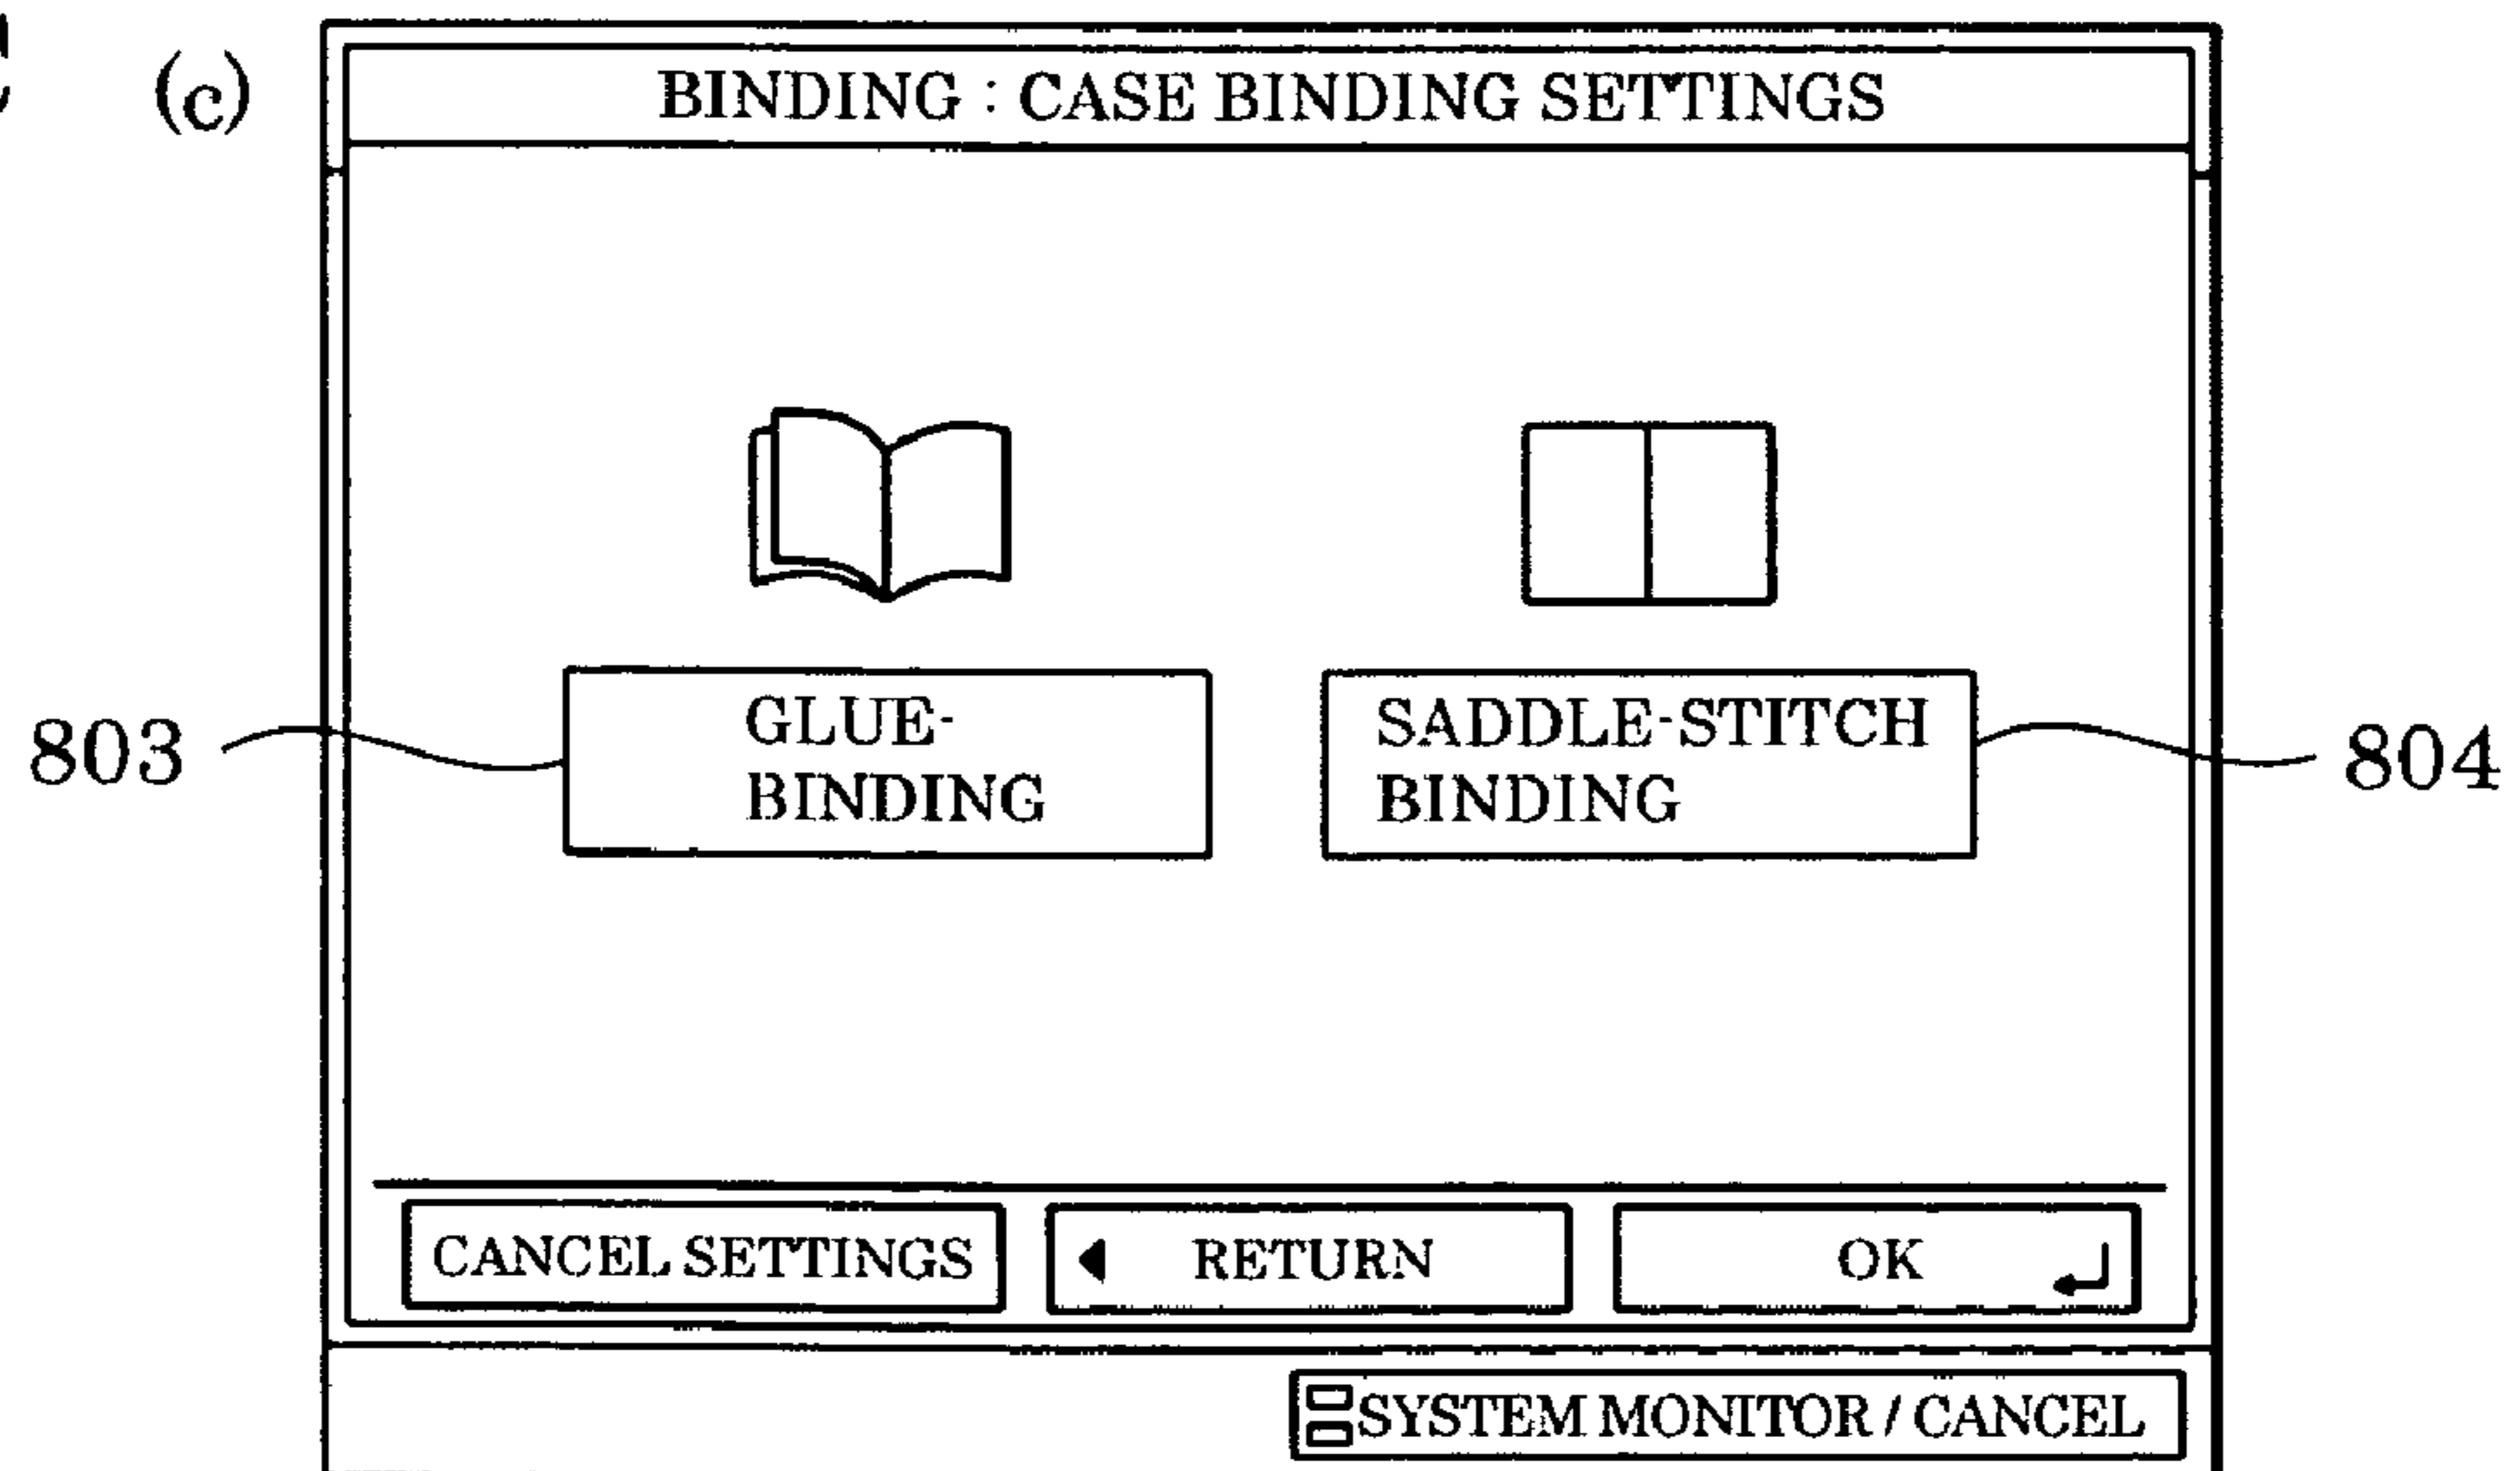 (c)
BINDING : CASE BINDING SETTINGS
803
GLUE-
BINDING
SADDLE-STITCH
BINDING
804
CANCEL SETTINGS
RETURN
OK
SYSTEM MONITOR / CANCEL